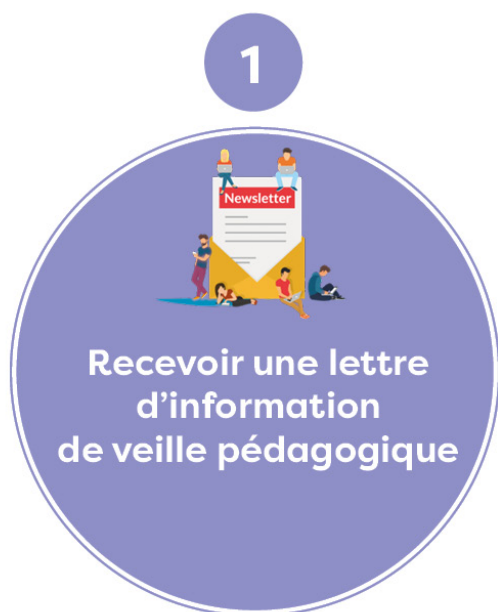 1
Newsletter
Recevoir une lettre
d’information
de veille pédagogique